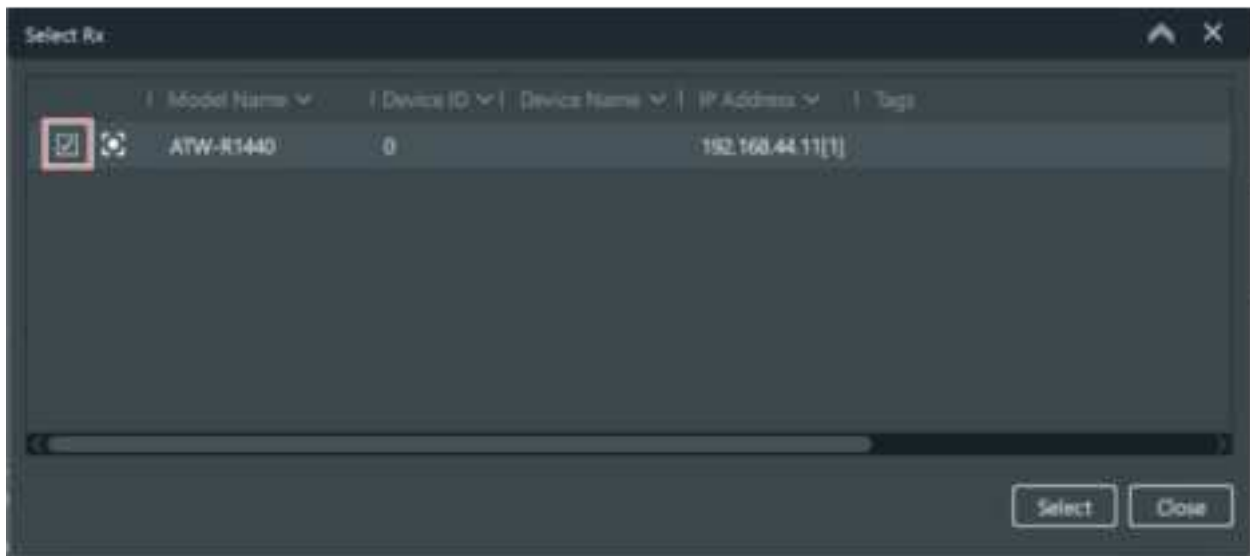 Select Rx
Model Name Device ID Device Name IP Address Tags
ATW-R1440 0 192.168.44.11[1]
Select Close